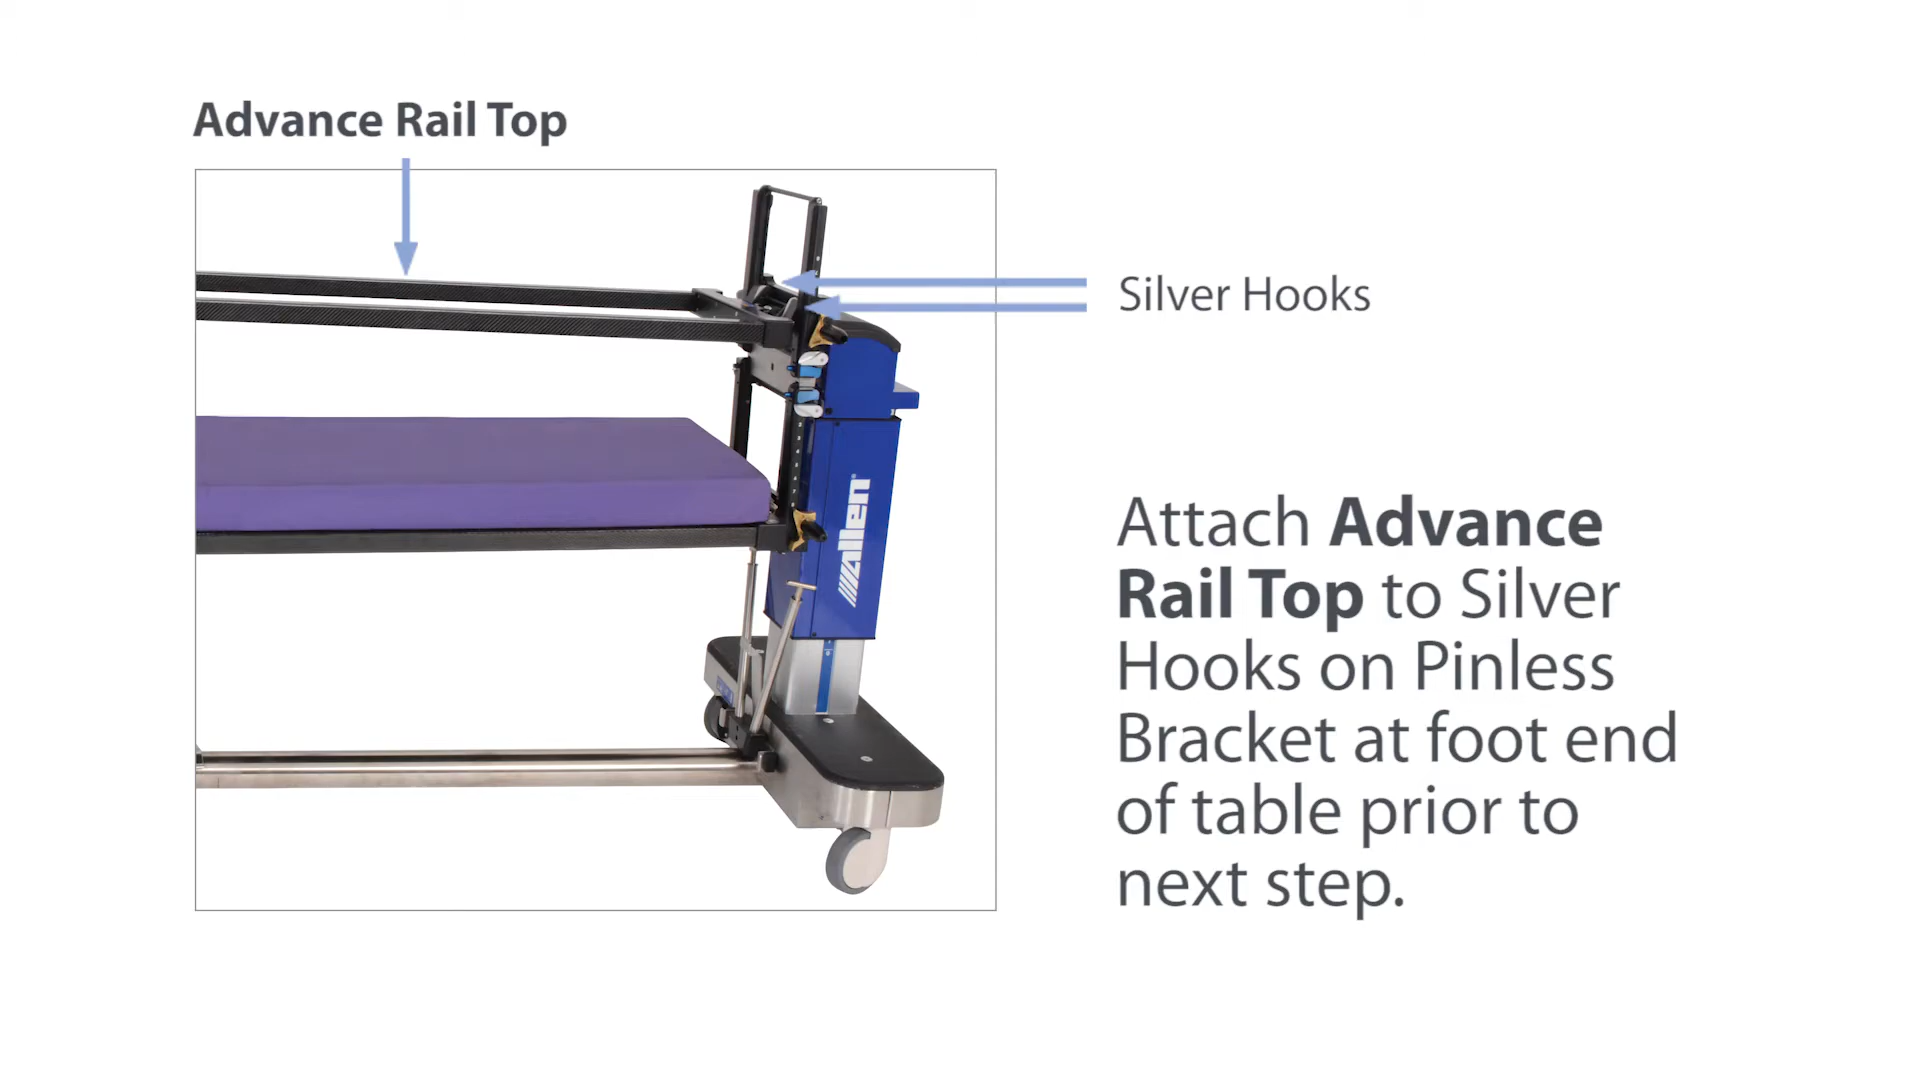 Advance Rail Top
Silver Hooks
Allen
Attach Advance
Rail Top to Silver
Hooks on Pinless
Bracket at foot end
of table prior to
next step.